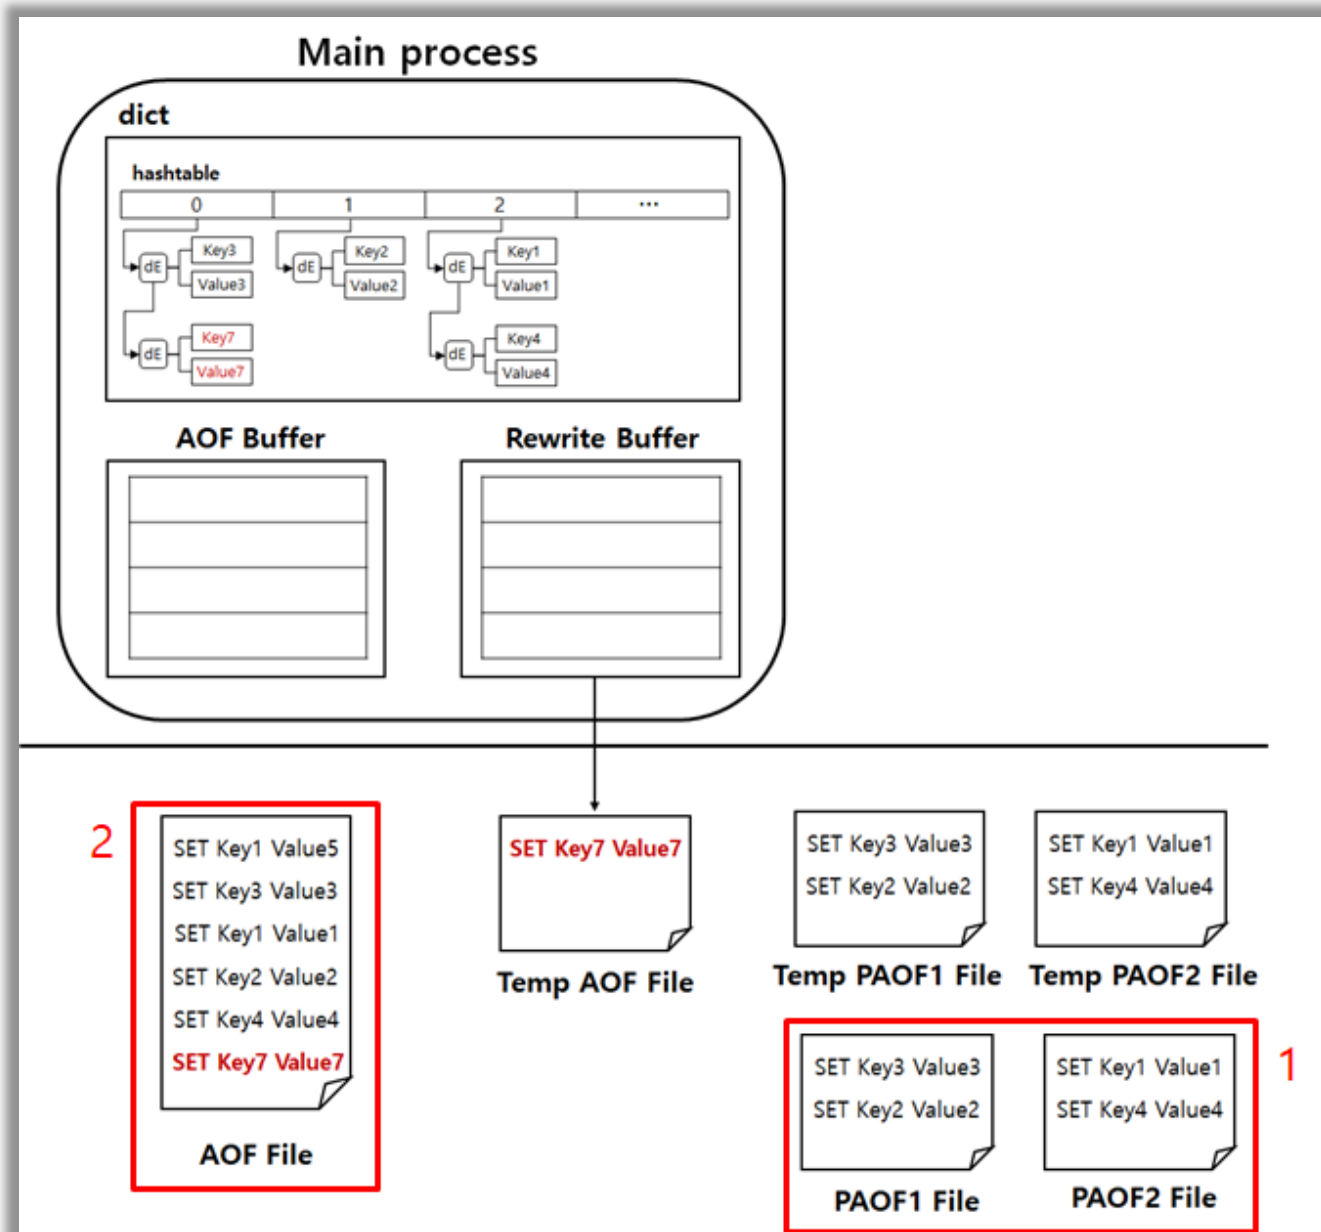 Main process
dict
hashtable
0 1 2 ...
dE Key3 Value3
dE Key2 Value2
dE Key1 Value1
dE Key7 Value7
dE Key4 Value4
AOF Buffer
Rewrite Buffer
2
SET Key1 Value5
SET Key3 Value3
SET Key1 Value1
SET Key2 Value2
SET Key4 Value4
SET Key7 Value7
AOF File
SET Key7 Value7
Temp AOF File
SET Key3 Value3
SET Key2 Value2
Temp PAOF1 File
SET Key1 Value1
SET Key4 Value4
Temp PAOF2 File
1
SET Key3 Value3
SET Key2 Value2
PAOF1 File
SET Key1 Value1
SET Key4 Value4
PAOF2 File